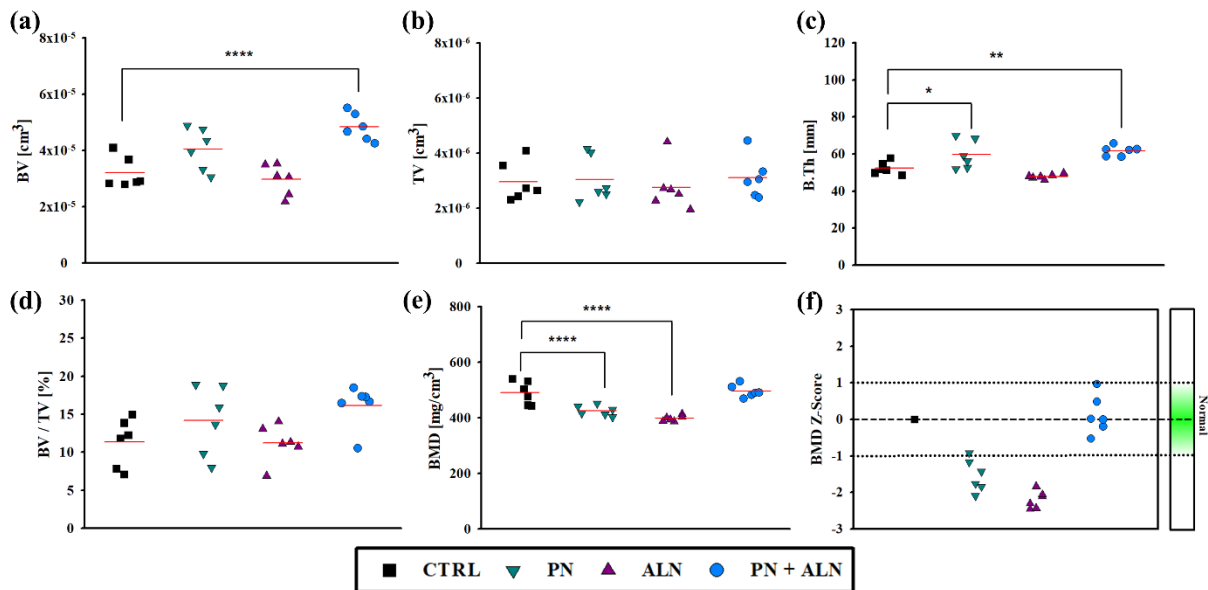 (a)
BV [cm³]
8x10⁻⁵
6x10⁻⁵
4x10⁻⁵
2x10⁻⁵
0
****
(b)
TV [cm³]
8x10⁻⁶
6x10⁻⁶
4x10⁻⁶
2x10⁻⁶
0
(c)
B.Th [mm]
120
100
80
60
40
20
0
**
*
(d)
BV / TV [%]
30
25
20
15
10
5
0
(e)
BMD [mg/cm³]
800
600
400
200
0
****
****
(f)
BMD Z-Score
3
2
1
0
-1
-2
-3
Normal
CTRL PN ALN PN + ALN